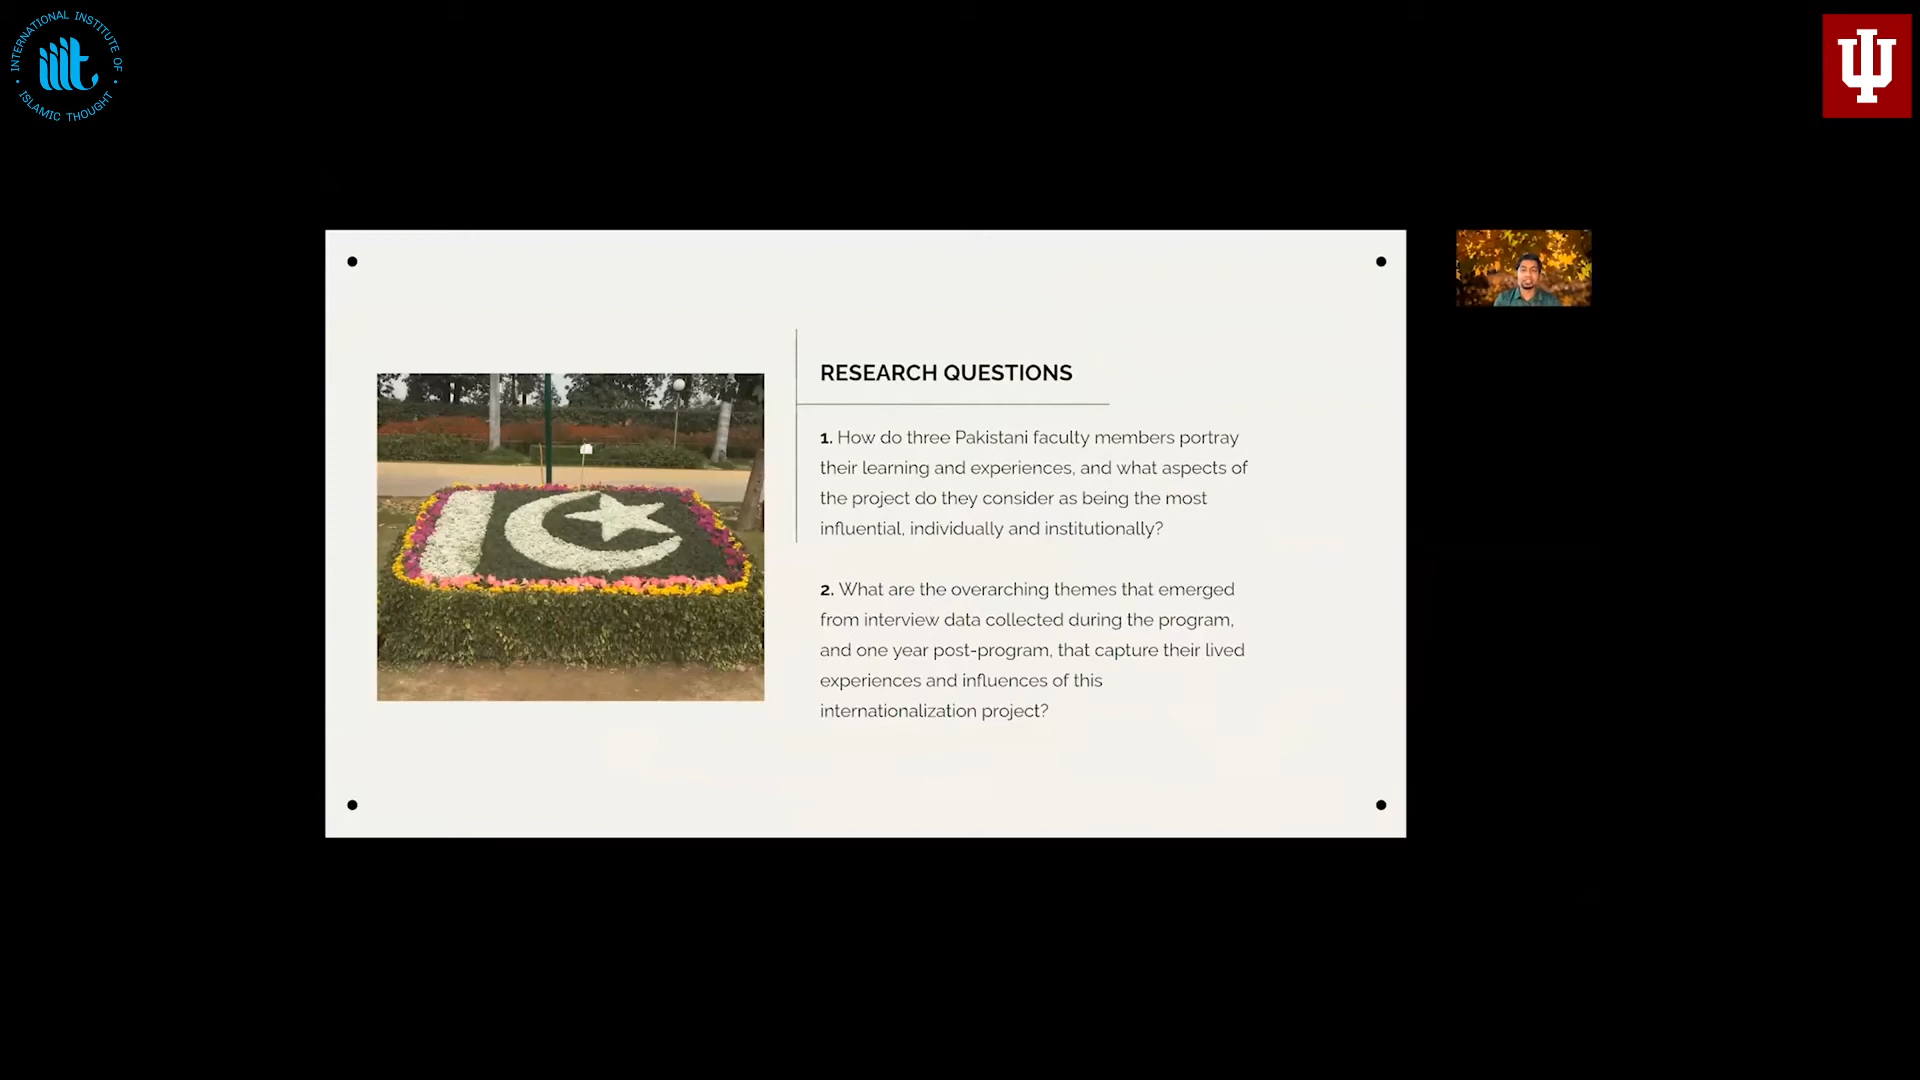 INTERNATIONAL INSTITUTE OF
ISLAMIC THOUGHT
iiit
RESEARCH QUESTIONS
1. How do three Pakistani faculty members portray
their learning and experiences, and what aspects of
the project do they consider as being the most
influential, individually and institutionally?
2. What are the overarching themes that emerged
from interview data collected during the program,
and one year post-program, that capture their lived
experiences and influences of this
internationalization project?